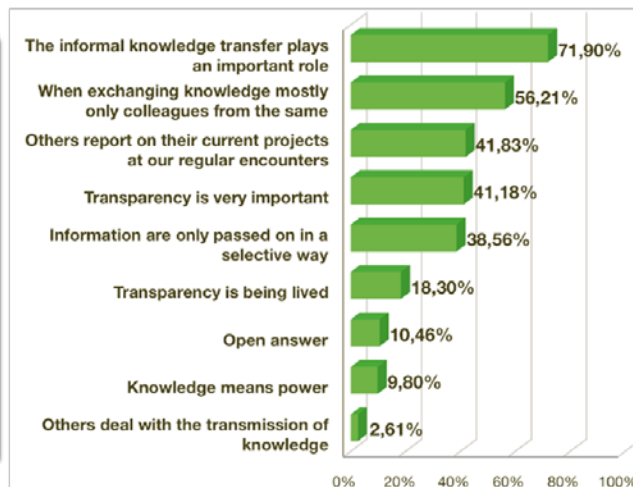 The informal knowledge transfer plays
an important role
71,90%
When exchanging knowledge mostly
only colleagues from the same
56,21%
Others report on their current projects
at our regular encounters
41,83%
Transparency is very important
41,18%
Information are only passed on in a
selective way
38,56%
Transparency is being lived
18,30%
Open answer
10,46%
Knowledge means power
9,80%
Others deal with the transmission of
knowledge
2,61%
0% 20% 40% 60% 80% 100%